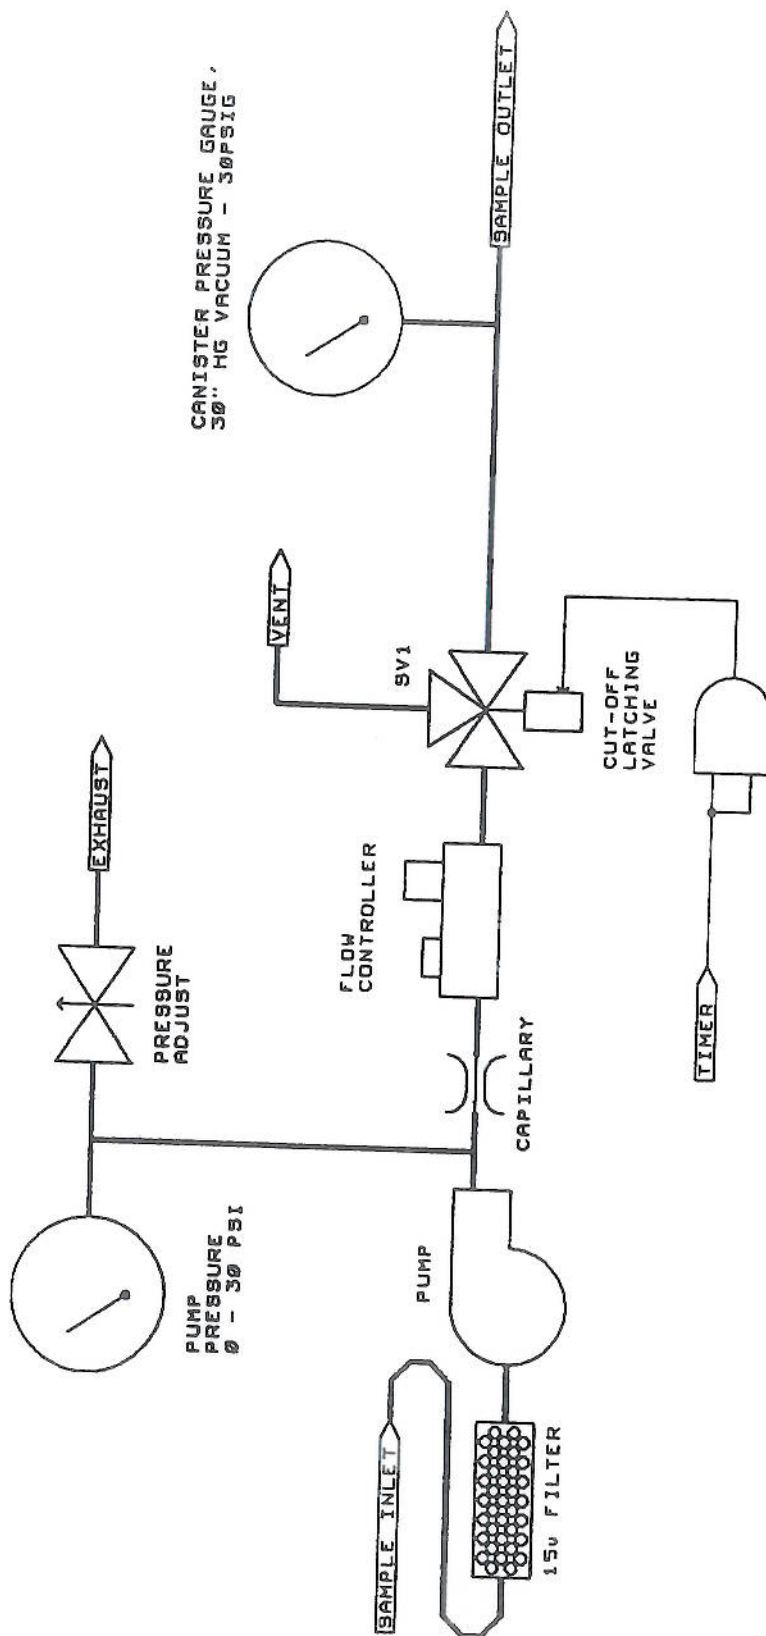 CANISTER PRESSURE GAUGE,
30" HG VACUUM - 30PSIG
SAMPLE OUTLET
VENT
SV1
EXHAUST
CUT-OFF
LATCHING
VALVE
FLOW
CONTROLLER
PRESSURE
ADJUST
CAPILLARY
TIMER
PUMP
PRESSURE
0 - 30 PSI
PUMP
SAMPLE INLET
15u FILTER